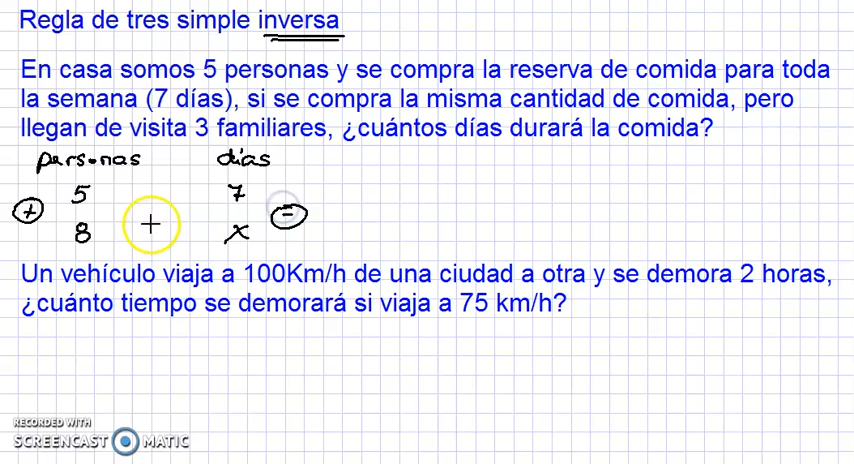 Regla de tres simple inversa
En casa somos 5 personas y se compra la reserva de comida para toda
la semana (7 días), si se compra la misma cantidad de comida, pero
llegan de visita 3 familiares, ¿cuántos días durará la comida?
personas días
5 7
+ -
8 x
Un vehículo viaja a 100Km/h de una ciudad a otra y se demora 2 horas,
¿cuánto tiempo se demorará si viaja a 75 km/h?
RECORDED WITH
SCREENCAST MATIC